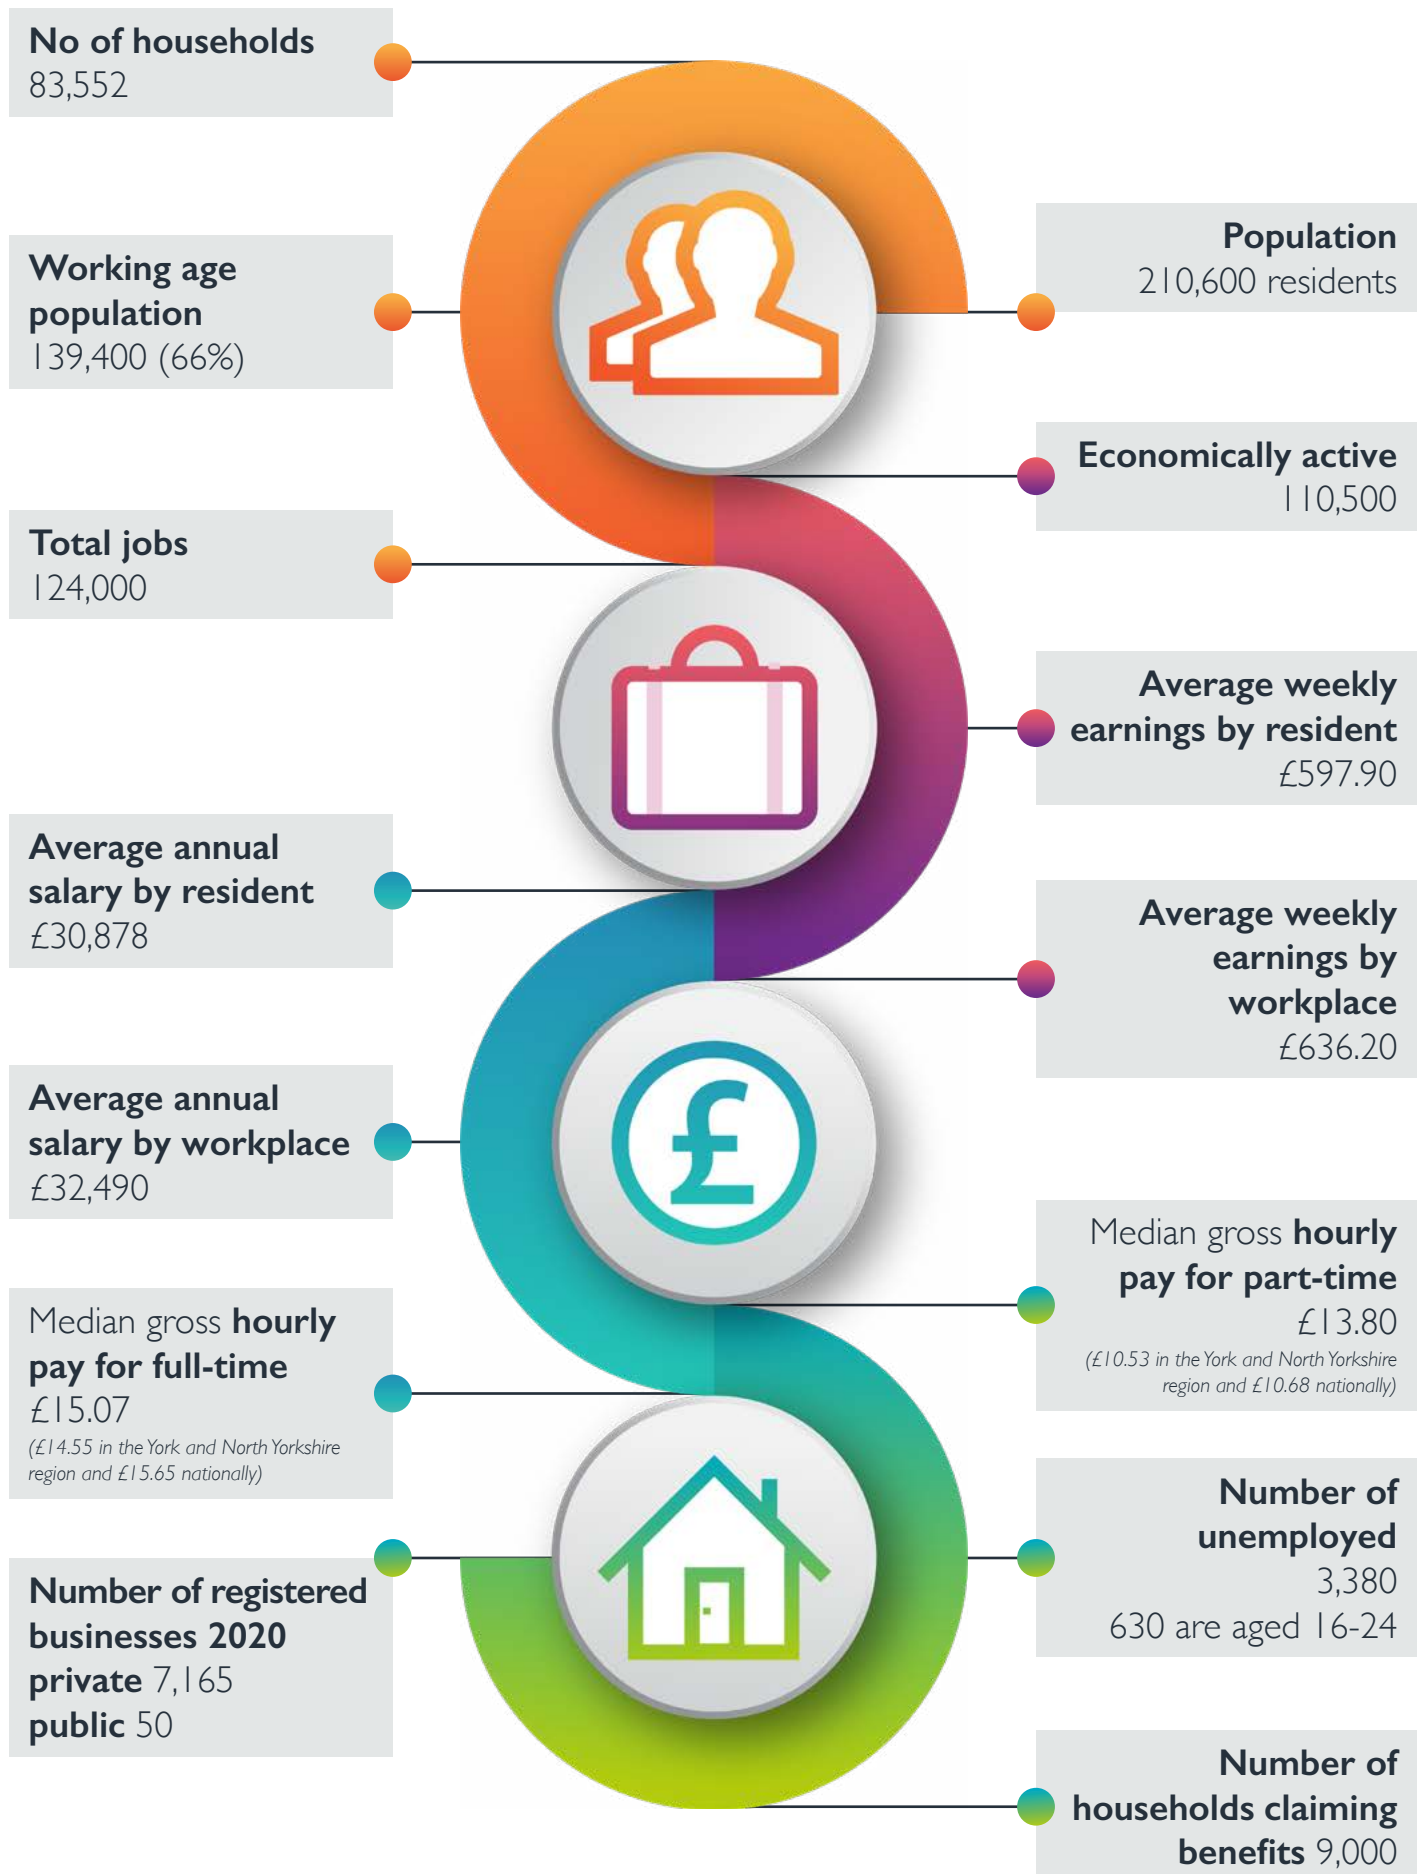 No of households
83,552
Population
210,600 residents
Working age
population
139,400 (66%)
Economically active
110,500
Total jobs
124,000
Average weekly
earnings by resident
£597.90
Average annual
salary by resident
£30,878
Average weekly
earnings by
workplace
£636.20
Average annual
salary by workplace
£32,490
£
Median gross hourly
pay for part-time
£13.80
(£10.53 in the York and North Yorkshire
region and £10.68 nationally)
Median gross hourly
pay for full-time
£15.07
(£14.55 in the York and North Yorkshire
region and £15.65 nationally)
Number of
unemployed
3,380
630 are aged 16-24
Number of registered
businesses 2020
private 7,165
public 50
Number of
households claiming
benefits 9,000